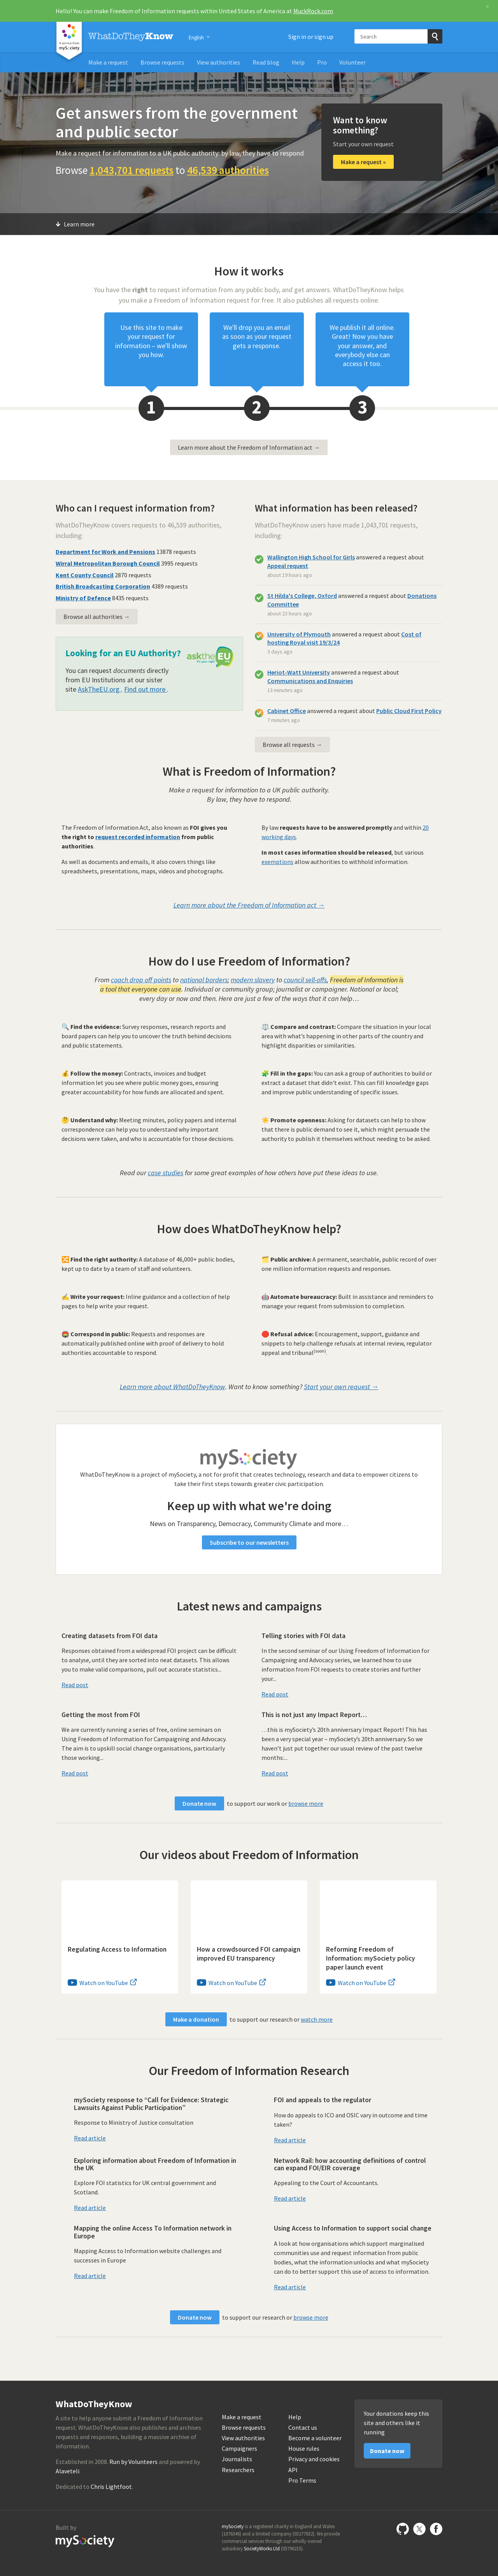 Hello! You can make Freedom of Information requests within United States of America at MuckRock.com
×
A project by
mySociety
WhatDoTheyKnow
English
Sign in or sign up
Search
Make a request
Browse requests
View authorities
Read blog
Help
Pro
Volunteer
Get answers from the government
and public sector
Make a request for information to a UK public authority: by law, they have to respond
Browse 1,043,701 requests to 46,539 authorities
Want to know
something?
Start your own request
Make a request »
Learn more
How it works
You have the right to request information from any public body, and get answers. WhatDoTheyKnow helps
you make a Freedom of Information request for free. It also publishes all requests online.
Use this site to make
your request for
information – we'll show
you how.
We'll drop you an email
as soon as your request
gets a response.
We publish it all online.
Great! Now you have
your answer, and
everybody else can
access it too.
1
2
3
Learn more about the Freedom of Information act →
Who can I request information from?
WhatDoTheyKnow covers requests to 46,539 authorities,
including:
Department for Work and Pensions 13878 requests
Wirral Metropolitan Borough Council 3995 requests
Kent County Council 2870 requests
British Broadcasting Corporation 4389 requests
Ministry of Defence 8435 requests
Browse all authorities →
Looking for an EU Authority?
asktheEU
It's your right
You can request documents directly
from EU Institutions at our sister
site AskTheEU.org . Find out more .
What information has been released?
WhatDoTheyKnow users have made 1,043,701 requests,
including:
Wallington High School for Girls answered a request about
Appeal request
about 19 hours ago
St Hilda's College, Oxford answered a request about Donations
Committee
about 23 hours ago
University of Plymouth answered a request about Cost of
hosting Royal visit 19/3/24
3 days ago
Heriot-Watt University answered a request about
Communications and Enquiries
13 minutes ago
Cabinet Office answered a request about Public Cloud First Policy
7 minutes ago
Browse all requests →
What is Freedom of Information?
Make a request for information to a UK public authority.
By law, they have to respond.
The Freedom of Information Act, also known as FOI gives you
the right to request recorded information from public
authorities.
As well as documents and emails, it also covers things like
spreadsheets, presentations, maps, videos and photographs.
By law requests have to be answered promptly and within 20
working days.
In most cases information should be released, but various
exemptions allow authorities to withhold information.
Learn more about the Freedom of Information act →
How do I use Freedom of Information?
From coach drop off points to national borders; modern slavery to council sell-offs, Freedom of Information is
a tool that everyone can use. Individual or community group; journalist or campaigner. National or local;
every day or now and then. Here are just a few of the ways that it can help…
🔍 Find the evidence: Survey responses, research reports and
board papers can help you to uncover the truth behind decisions
and public statements.
⚖️ Compare and contrast: Compare the situation in your local
area with what's happening in other parts of the country and
highlight disparities or similarities.
💰 Follow the money: Contracts, invoices and budget
information let you see where public money goes, ensuring
greater accountability for how funds are allocated and spent.
🧩 Fill in the gaps: You can ask a group of authorities to build or
extract a dataset that didn't exist. This can fill knowledge gaps
and improve public understanding of specific issues.
🤔 Understand why: Meeting minutes, policy papers and internal
correspondence can help you to understand why important
decisions were taken, and who is accountable for those decisions.
☀️ Promote openness: Asking for datasets can help to show
that there is public demand to see it, which might persuade the
authority to publish it themselves without needing to be asked.
Read our case studies for some great examples of how others have put these ideas to use.
How does WhatDoTheyKnow help?
🔀 Find the right authority: A database of 46,000+ public bodies,
kept up to date by a team of staff and volunteers.
🗂️ Public archive: A permanent, searchable, public record of over
one million information requests and responses.
✍️ Write your request: Inline guidance and a collection of help
pages to help write your request.
🤖 Automate bureaucracy: Built in assistance and reminders to
manage your request from submission to completion.
Correspond in public: Requests and responses are
automatically published online with proof of delivery to hold
authorities accountable to respond.
🛑 Refusal advice: Encouragement, support, guidance and
snippets to help challenge refusals at internal review, regulator
appeal and tribunal(soon).
Learn more about WhatDoTheyKnow. Want to know something? Start your own request →
mySociety
WhatDoTheyKnow is a project of mySociety, a not for profit that creates technology, research and data to empower citizens to
take their first steps towards greater civic participation.
Keep up with what we're doing
News on Transparency, Democracy, Community Climate and more…
Subscribe to our newsletters
Latest news and campaigns
Creating datasets from FOI data
Responses obtained from a widespread FOI project can be difficult
to analyse, until they are sorted into neat datasets. This allows
you to make valid comparisons, pull out accurate statistics...
Read post
Telling stories with FOI data
In the second seminar of our Using Freedom of Information for
Campaigning and Advocacy series, we learned how to use
information from FOI requests to create stories and further
your...
Read post
Getting the most from FOI
We are currently running a series of free, online seminars on
Using Freedom of Information for Campaigning and Advocacy.
The aim is to upskill and change organisations, particularly
those working...
Read post
This is not just any Impact Report…
…this is mySociety's 20th anniversary Impact Report! This has
been a very special year – mySociety's 20th anniversary. So we
haven't just put together our usual review of the past twelve
months:...
Read post
Donate now to support our work or browse more
Our videos about Freedom of Information
Regulating Access to Information
Watch on YouTube
How a crowdsourced FOI campaign
improved EU transparency
Watch on YouTube
Reforming Freedom of
Information: mySociety policy
paper launch event
Watch on YouTube
Make a donation to support our research or watch more
Our Freedom of Information Research
mySociety response to “Call for Evidence: Strategic
Lawsuits Against Public Participation”
Response to Ministry of Justice consultation
Read article
FOI and appeals to the regulator
How do appeals to ICO and OSIC vary in outcome and time
taken?
Read article
Exploring information about Freedom of Information in
the UK
Explore FOI statistics for UK central government and
Scotland.
Read article
Network Rail: how accounting definitions of control
can expand FOI/EIR coverage
Appealing to the Court of Accountants.
Read article
Mapping the online Access To Information network in
Europe
Mapping Access to Information website challenges and
successes in Europe
Read article
Using Access to Information to support social change
A look at how organisations which support marginalised
communities use and request information from public
bodies, what the information unlocks and what mySociety
can do to better support this use of access to information.
Read article
Donate now to support our research or browse more
WhatDoTheyKnow
A site to help anyone submit a Freedom of Information
request. WhatDoTheyKnow also publishes and archives
requests and responses, building a massive archive of
information.
Established in 2008. Run by Volunteers and powered by
Alaveteli
Dedicated to Chris Lightfoot.
Make a request
Browse requests
View authorities
Campaigners
Journalists
Researchers
Help
Contact us
Become a volunteer
House rules
Privacy and cookies
API
Pro Terms
Your donations keep this
site and others like it
running
Donate now
Built by
mySociety
mySociety is a registered charity in England and Wales
(1076346) and a limited company (03277032). We provide
commercial services through our wholly owned
subsidiary SocietyWorks Ltd (05798215).